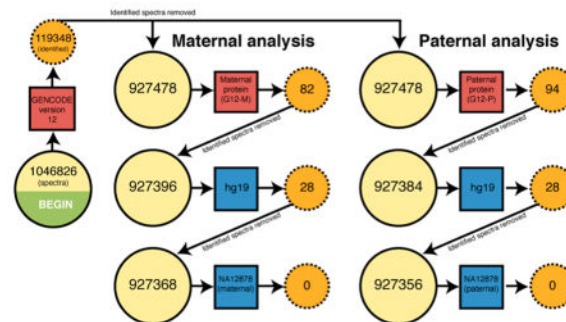 Identified spectra removed
119348
(identified)
Maternal analysis
Paternal analysis
GENCODE
version
12
1046826
(spectra)
BEGIN
927478
Maternal
protein
(G12-M)
82
Identified spectra removed
927396
hg19
28
Identified spectra removed
927368
NA12878
(maternal)
0
927478
Paternal
protein
(G12-P)
94
Identified spectra removed
927384
hg19
28
Identified spectra removed
927356
NA12878
(paternal)
0